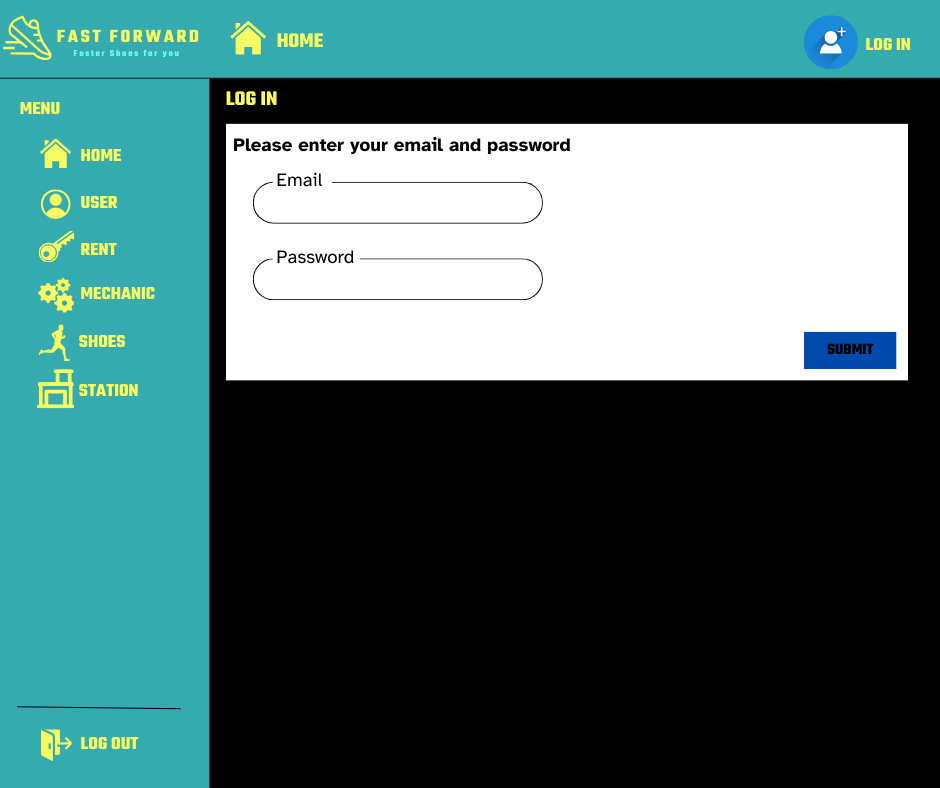 FAST FORWARD
Faster Shoes for you
HOME
LOG IN
MENU
HOME
USER
RENT
MECHANIC
SHOES
STATION
LOG OUT
LOG IN
Please enter your email and password
Email
Password
SUBMIT